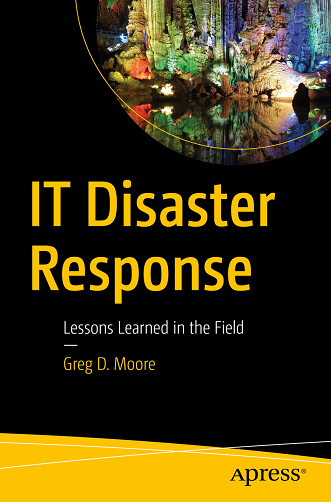 IT Disaster
Response
Lessons Learned in the Field
Greg D. Moore
Apress®